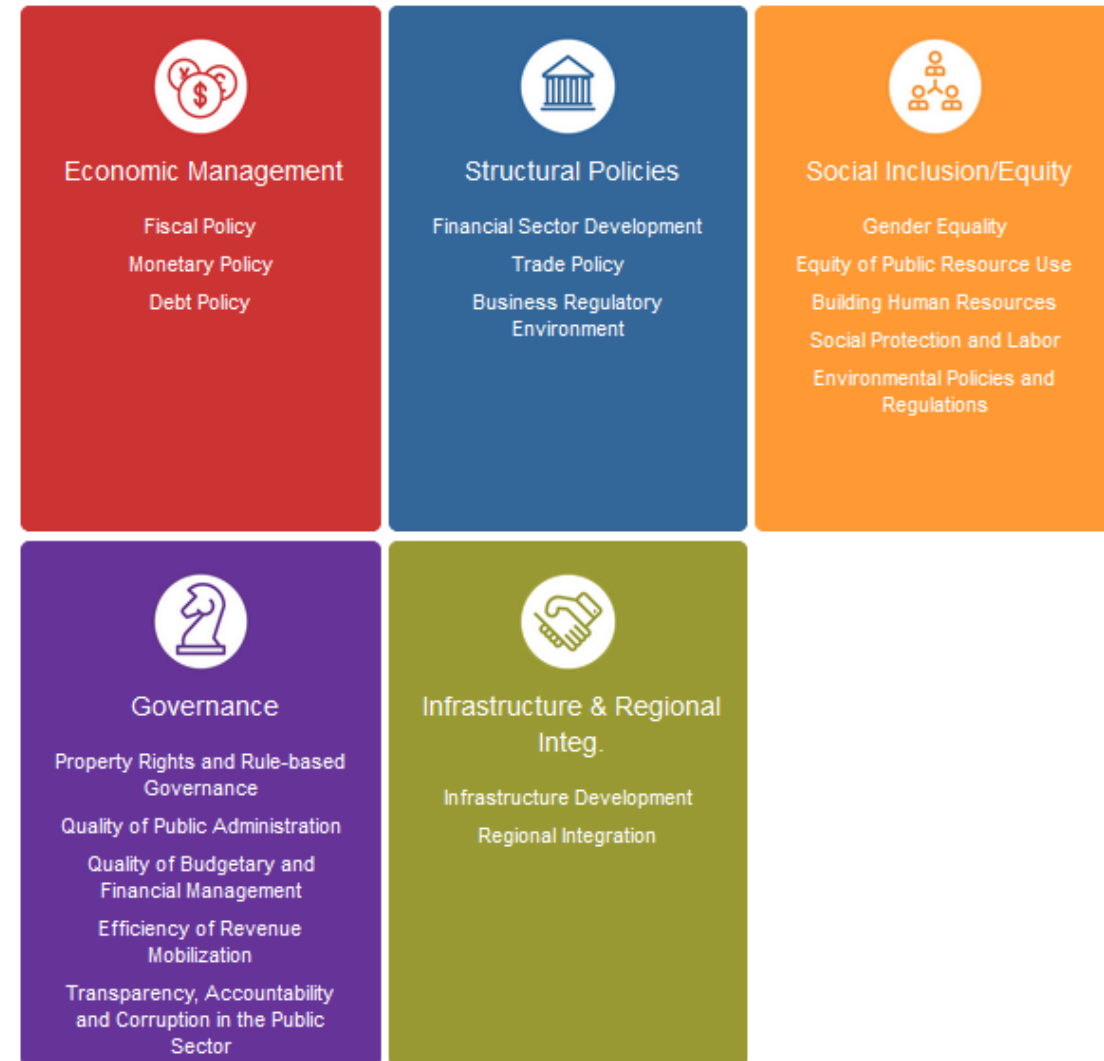 ¥ £
$
Economic Management
Fiscal Policy
Monetary Policy
Debt Policy
Structural Policies
Financial Sector Development
Trade Policy
Business Regulatory
Environment
Social Inclusion/Equity
Gender Equality
Equity of Public Resource Use
Building Human Resources
Social Protection and Labor
Environmental Policies and
Regulations
Governance
Property Rights and Rule-based
Governance
Quality of Public Administration
Quality of Budgetary and
Financial Management
Efficiency of Revenue
Mobilization
Transparency, Accountability
and Corruption in the Public
Sector
Infrastructure & Regional
Integ.
Infrastructure Development
Regional Integration